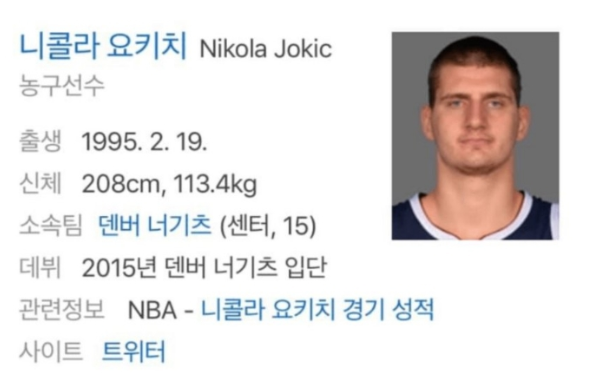 니콜라 요키치 Nikola Jokic
농구선수
출생 1995. 2. 19.
신체 208cm, 113.4kg
소속팀 덴버 너기츠 (센터, 15)
데뷔 2015년 덴버 너기츠 입단
관련정보 NBA - 니콜라 요키치 경기 성적
사이트 트위터